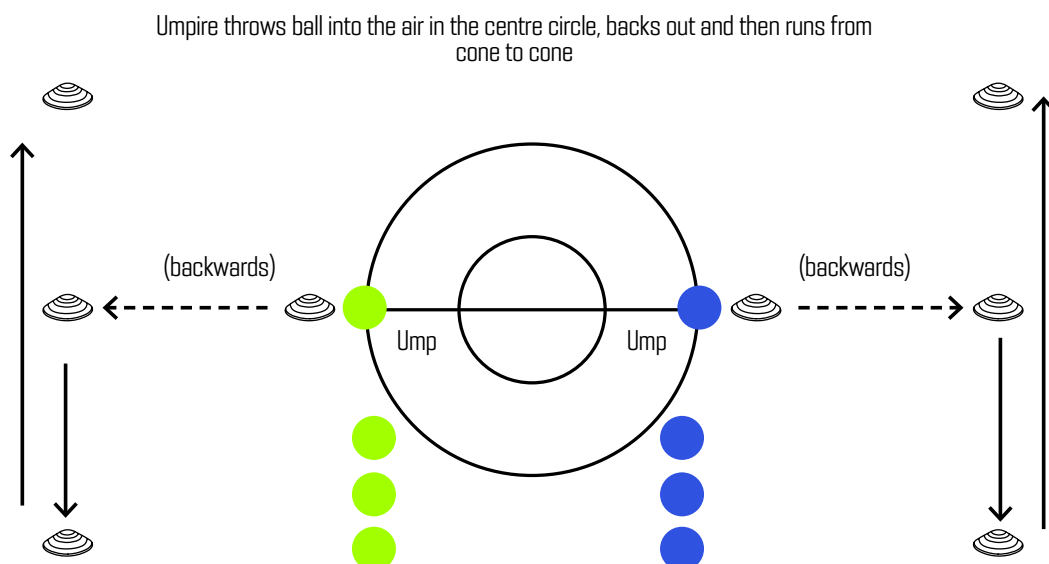 Umpire throws ball into the air in the centre circle, backs out and then runs from
cone to cone
(backwards)
(backwards)
Ump
Ump